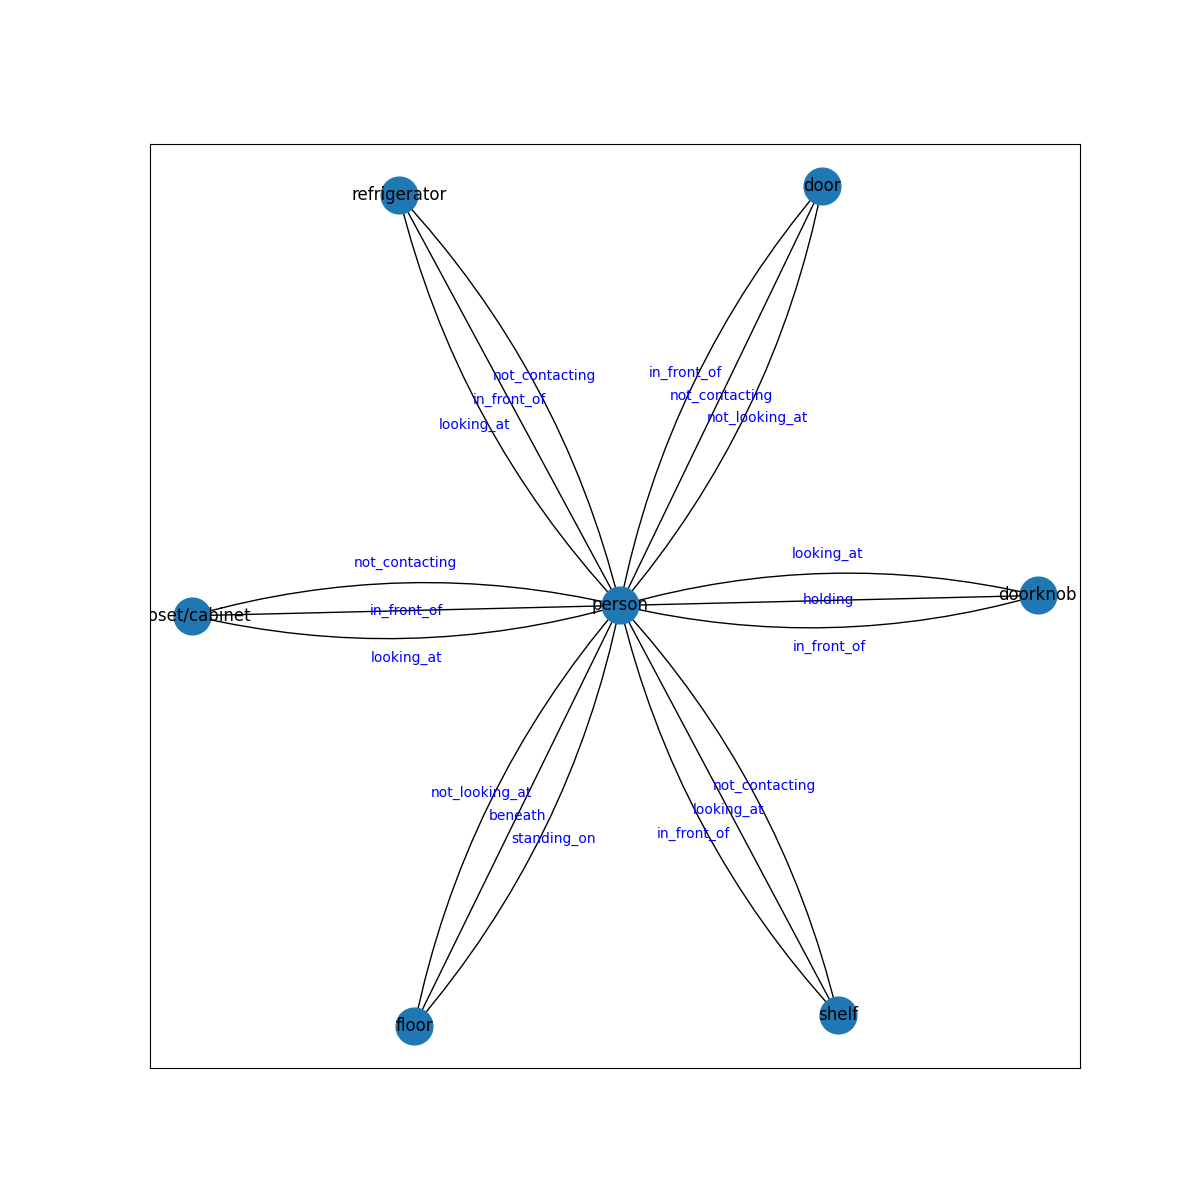 refrigerator
door
not_contacting
in_front_of
looking_at
in_front_of
not_contacting
not_looking_at
not_contacting
in_front_of
looking_at
oset/cabinet
person
looking_at
holding
in_front_of
doorknob
not_looking_at
beneath
standing_on
not_contacting
looking_at
in_front_of
floor
shelf